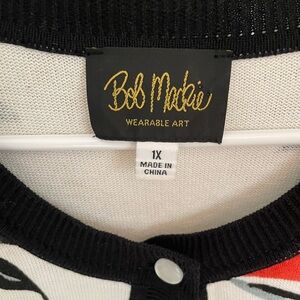 Bob Mackie
WEARABLE ART
1X
MADE IN
CHINA